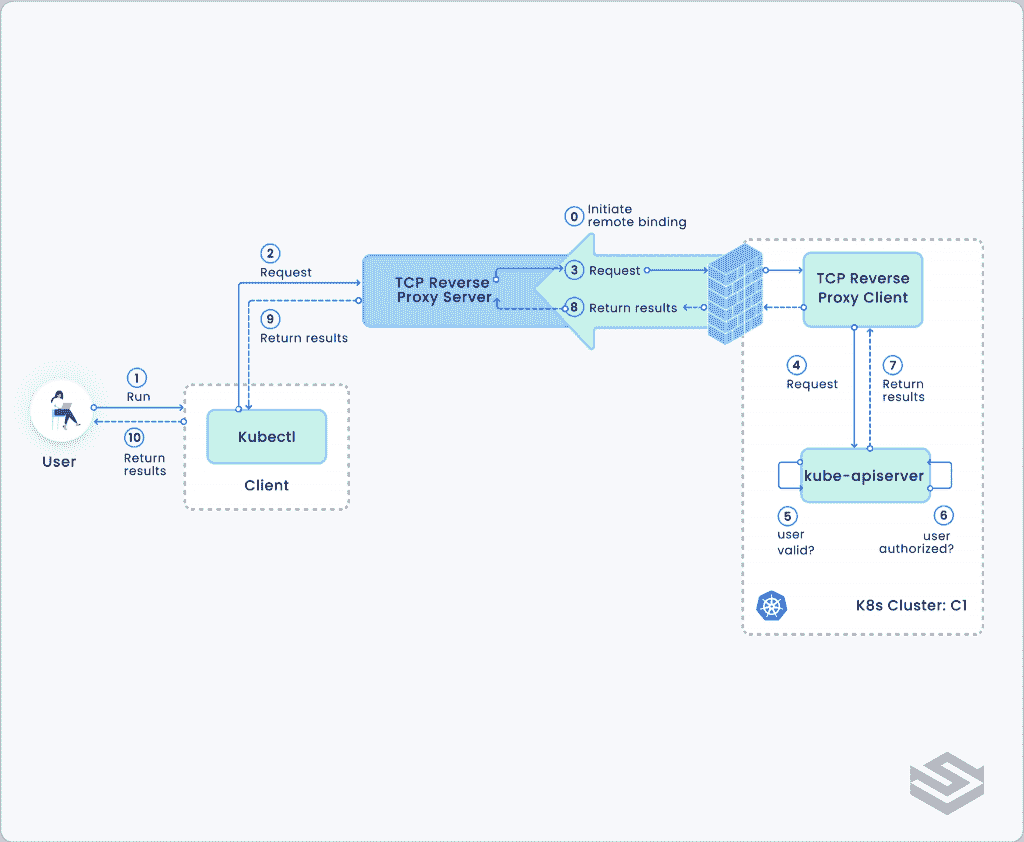 0
Initiate
remote binding
2
Request
TCP Reverse
Proxy Server
3
Request
8
Return results
TCP Reverse
Proxy Client
9
Return results
1
Run
10
Return
results
User
Kubectl
Client
4
Request
7
Return
results
kube-apiserver
5
user
valid?
6
user
authorized?
K8s Cluster: C1